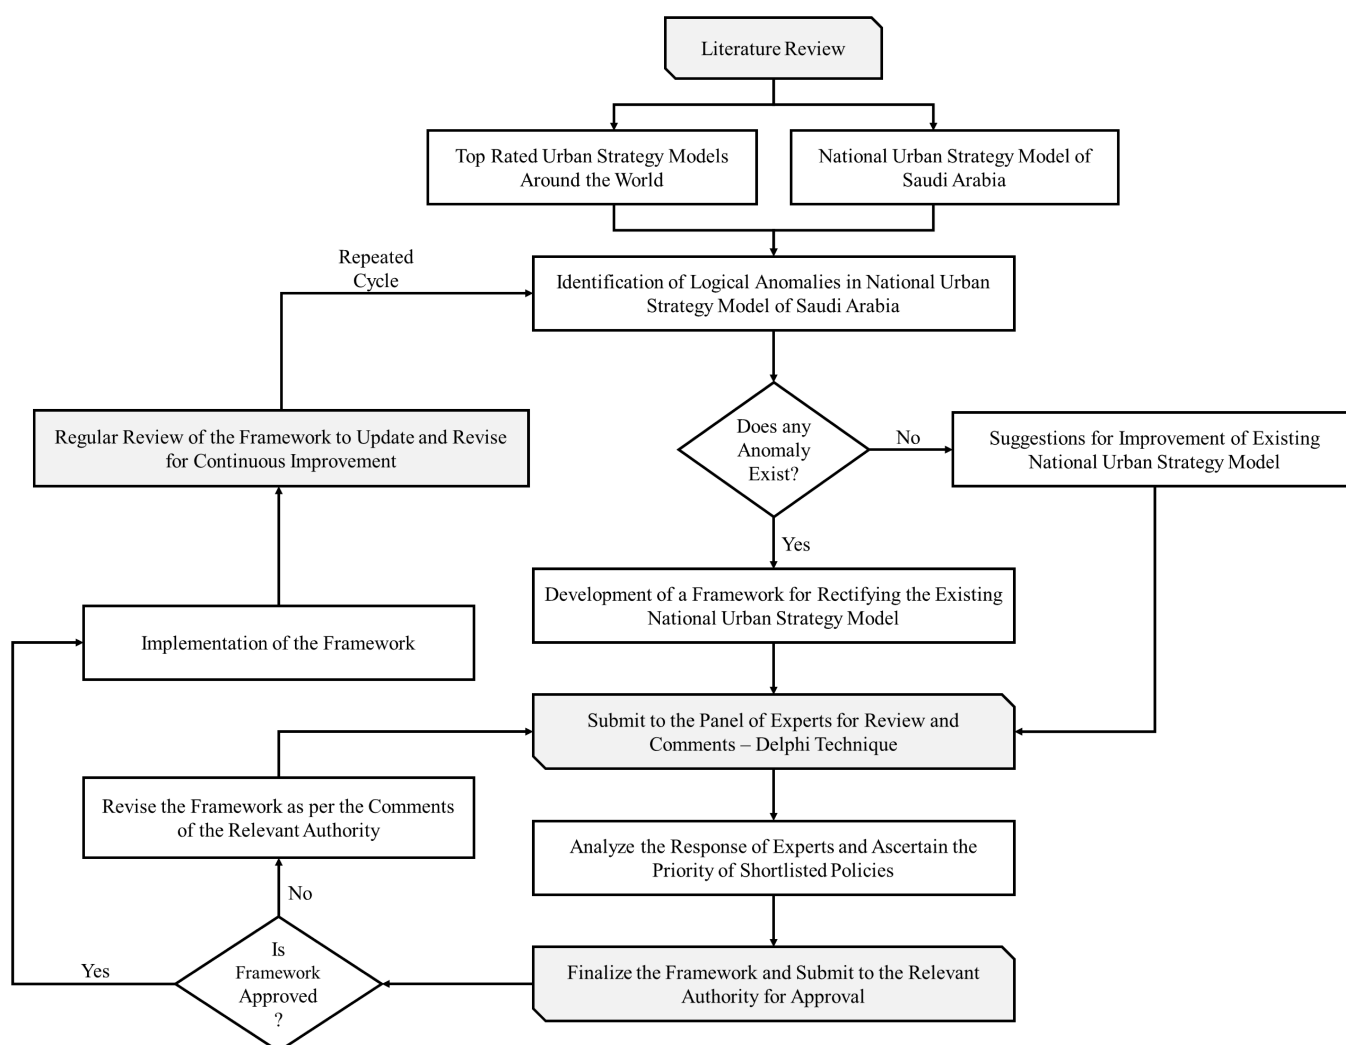 Literature Review
Top Rated Urban Strategy Models
Around the World
National Urban Strategy Model of
Saudi Arabia
Repeated
Cycle
Identification of Logical Anomalies in National Urban
Strategy Model of Saudi Arabia
Regular Review of the Framework to Update and Revise
for Continuous Improvement
Does any
Anomaly
Exist?
No
Suggestions for Improvement of Existing
National Urban Strategy Model
Yes
Development of a Framework for Rectifying the Existing
National Urban Strategy Model
Implementation of the Framework
Submit to the Panel of Experts for Review and
Comments – Delphi Technique
Revise the Framework as per the Comments
of the Relevant Authority
Analyze the Response of Experts and Ascertain the
Priority of Shortlisted Policies
No
Is
Framework
Approved
?
Yes
Finalize the Framework and Submit to the Relevant
Authority for Approval